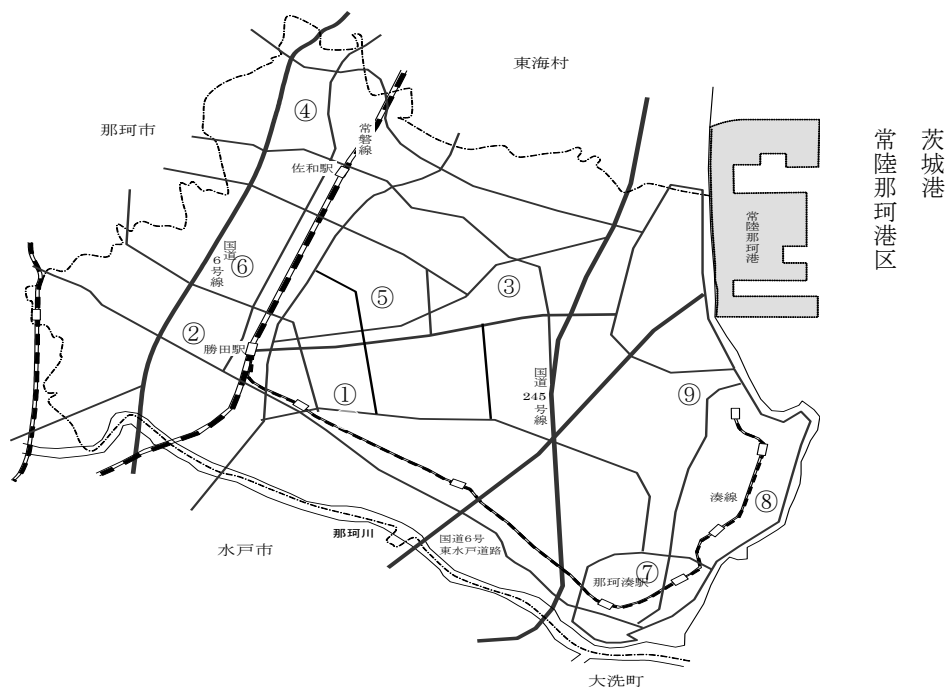 東海村
茨城港
常陸那珂港区
那珂市
④
常磐線
佐和駅
常陸那珂港
国道
6号線
⑥
⑤
③
②
勝田駅
①
国道
245
号線
⑨
湊線
⑧
那珂川
水戸市
国道6号
東水戸道路
⑦
那珂湊駅
大洗町